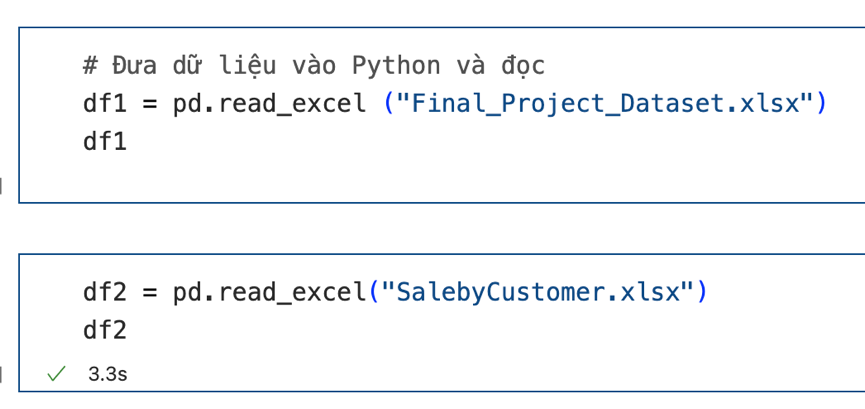 # Đưa dữ liệu vào Python và đọc
df1 = pd.read_excel ("Final_Project_Dataset.xlsx")
df1
df2 = pd.read_excel("SalebyCustomer.xlsx")
df2
✓ 3.3s